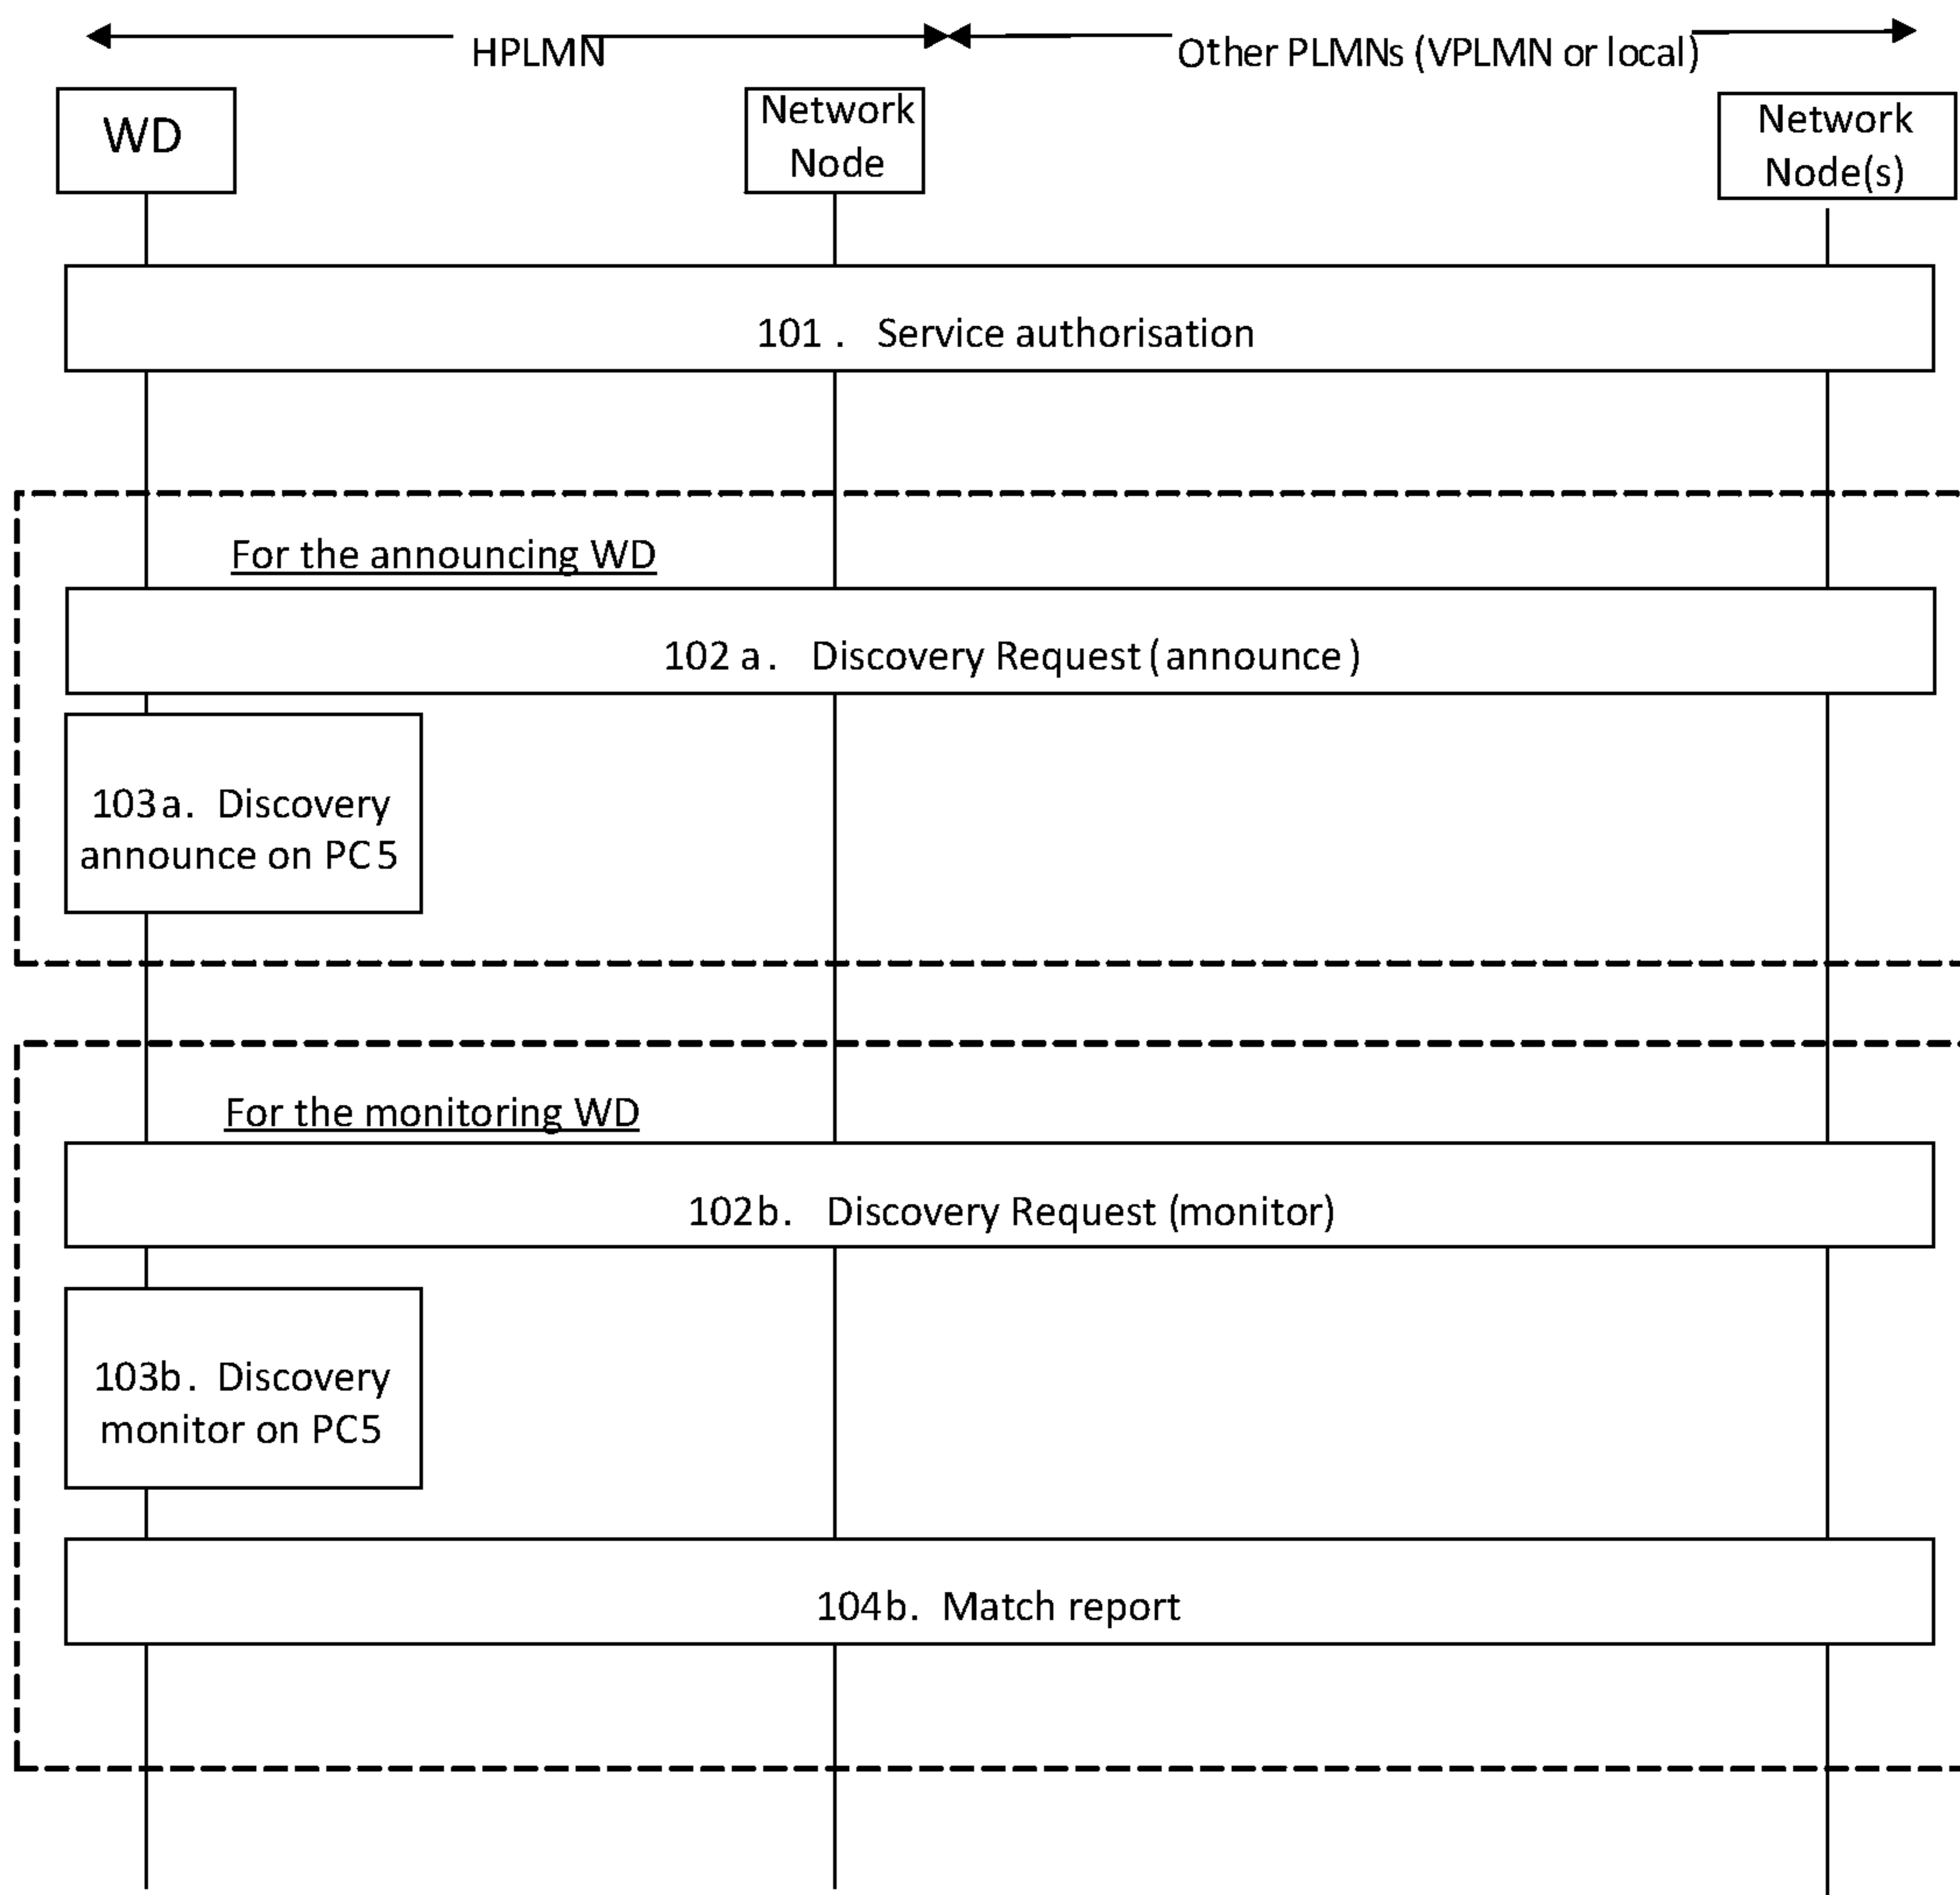 HPLMN
Other PLMNs (VPLMN or local)
WD
Network
Node
Network
Node(s)
101 . Service authorisation
For the announcing WD
102 a. Discovery Request (announce)
103a. Discovery
announce on PC5
For the monitoring WD
102b. Discovery Request (monitor)
103b. Discovery
monitor on PC5
104b. Match report